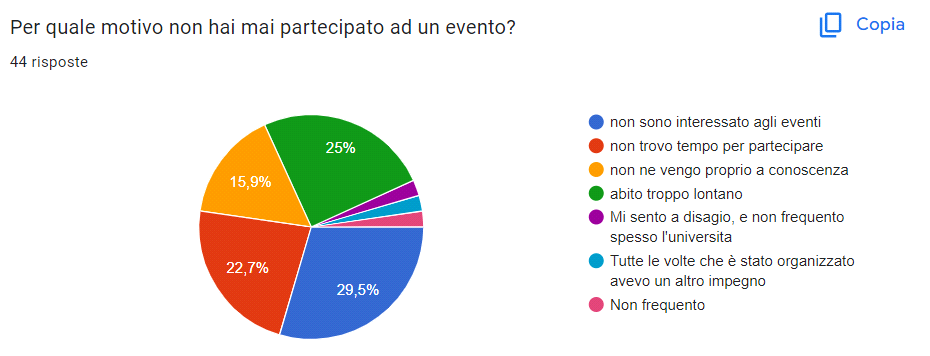 Per quale motivo non hai mai partecipato ad un evento?
Copia
44 risposte
25%
15,9%
22,7%
29,5%
non sono interessato agli eventi
non trovo tempo per partecipare
non ne vengo proprio a conoscenza
abito troppo lontano
Mi sento a disagio, e non frequento
spesso l'universita
Tutte le volte che è stato organizzato
avevo un altro impegno
Non frequento